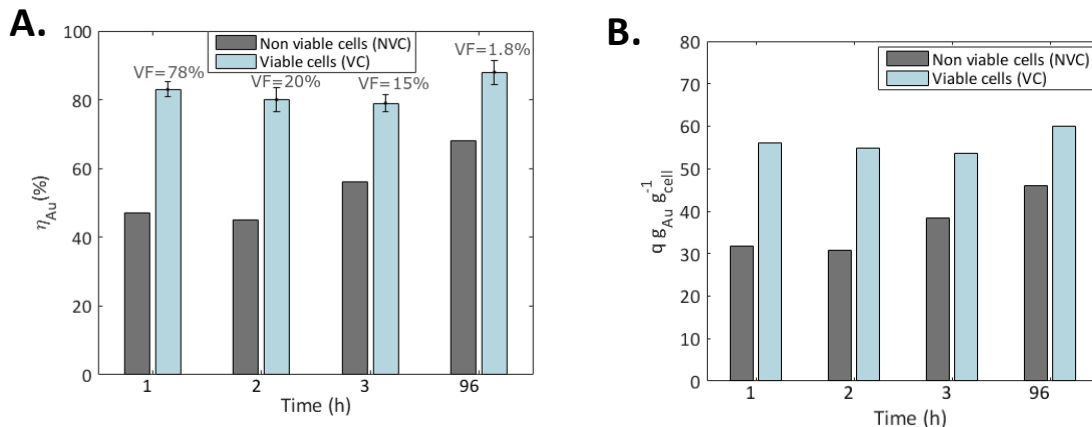 A.
100
80
60
40
20
0
η_Au(%)
Non viable cells (NVC)
Viable cells (VC)
VF=78%
VF=20%
VF=15%
VF=1.8%
1 2 3 96
Time (h)
B.
80
70
60
50
40
30
20
10
0
q g_Au g^-1_cell
Non viable cells (NVC)
Viable cells (VC)
1 2 3 96
Time (h)